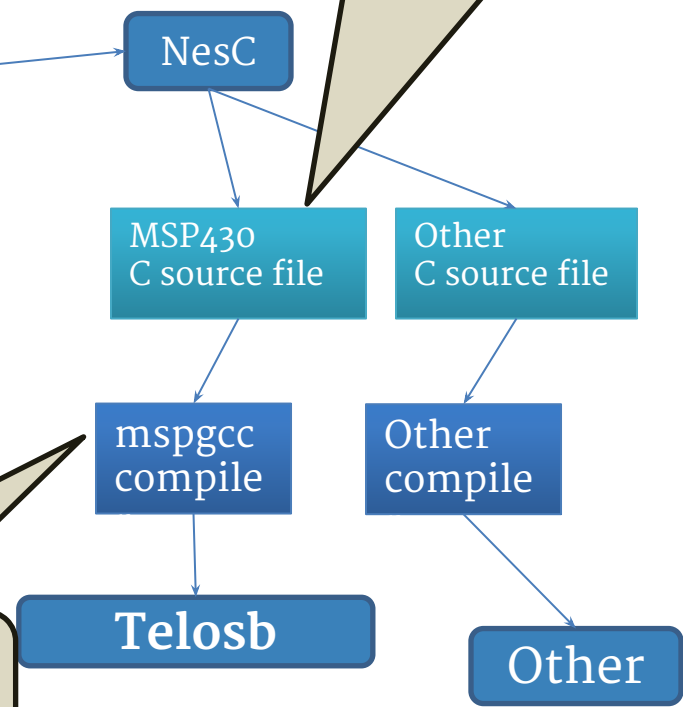 NesC
MSP430
C source file
Other
C source file
mspgcc
compile
Other
compile
Telosb
Other